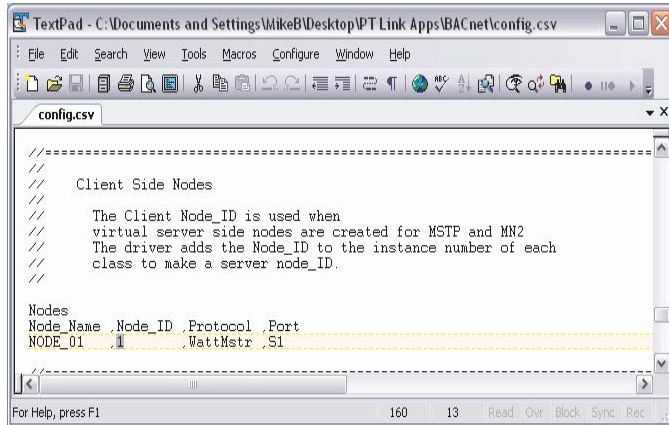 TextPad - C:\Documents and Settings\MikeB\Desktop\PT Link Apps\BACnet\config.csv
File Edit Search View Tools Macros Configure Window Help
config.csv
//=============================================================================
//
//     Client Side Nodes
//
//       The Client Node_ID is used when
//       virtual server side nodes are created for MSTP and MN2
//       The driver adds the Node_ID to the instance number of each
//       class to make a server node_ID.
//
Nodes
Node_Name ,Node_ID ,Protocol ,Port
NODE_01   ,1       ,WattMstr ,S1
//=============================================================================
For Help, press F1 160 13 Read Ovr Block Sync Rec